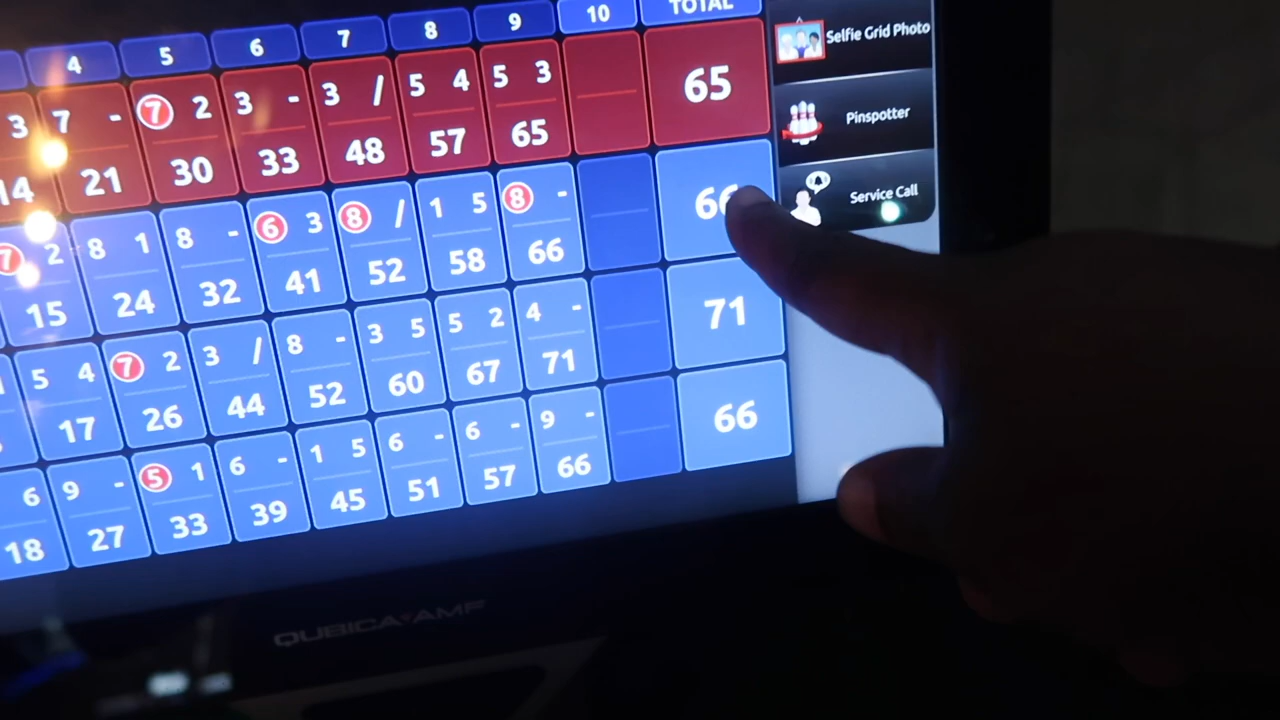 4 5 6 7 8 9 10 TOTAL
3 7 - 7 2 3 - 3 / 5 4 5 3
14 21 30 33 48 57 65 65
7 2 8 1 8 - 6 3 8 / 1 5 8 -
15 24 32 41 52 58 66 66
5 4 7 2 3 / 8 - 3 5 5 2 4 -
17 26 44 52 60 67 71 71
6 9 - 5 1 6 - 1 5 6 - 6 - 9 -
18 27 33 39 45 51 57 66 66
Selfie Grid Photo
Pinspotter
Service Call
QUBICA AMF